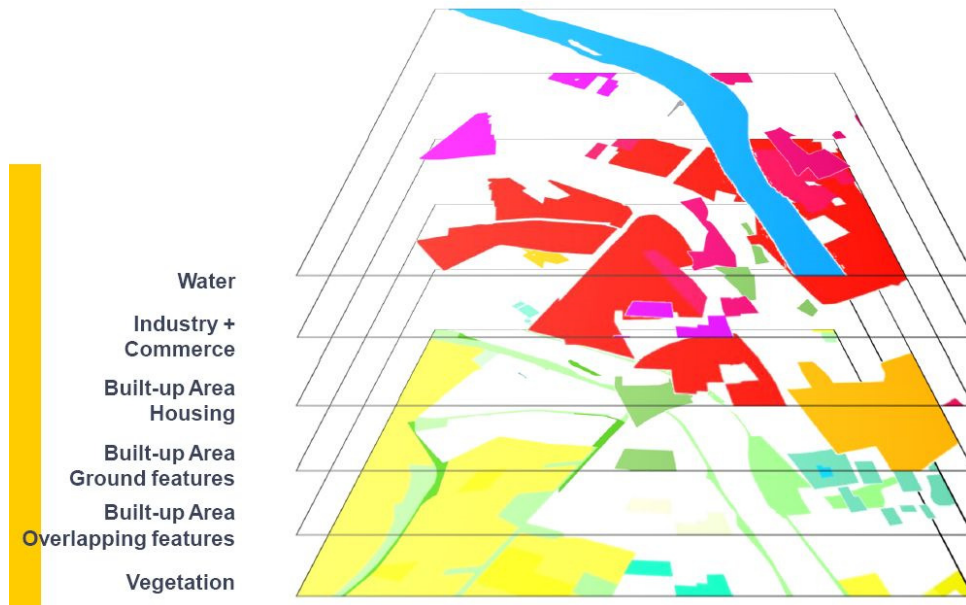 Water
Industry +
Commerce
Built-up Area
Housing
Built-up Area
Ground features
Built-up Area
Overlapping features
Vegetation